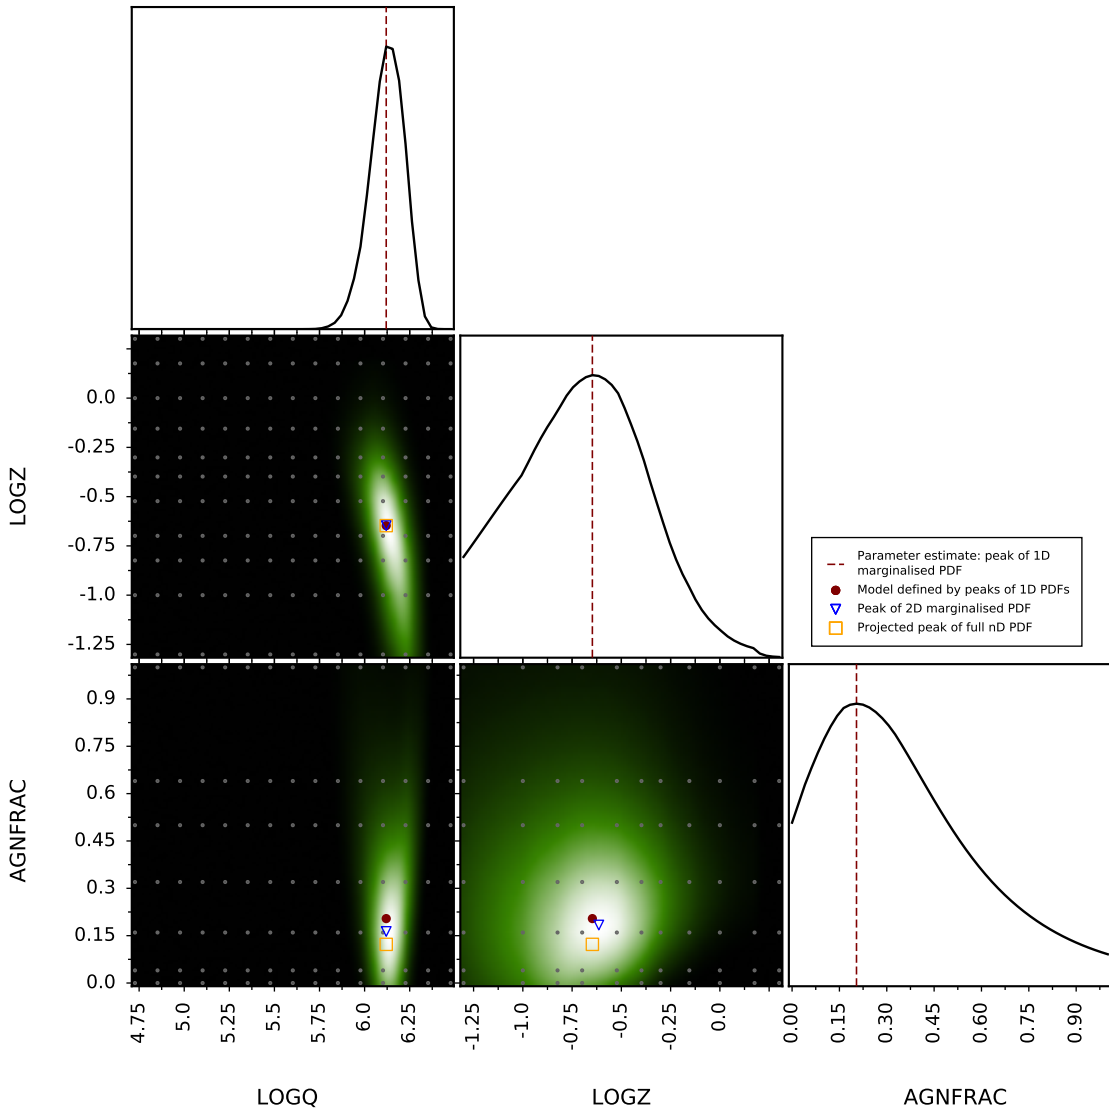 0.0
-0.25
-0.5
-0.75
-1.0
-1.25
LOGZ
Parameter estimate: peak of 1D
marginalised PDF
Model defined by peaks of 1D PDFs
Peak of 2D marginalised PDF
Projected peak of full nD PDF
0.9
0.75
0.6
0.45
0.3
0.15
0.0
AGNFRAC
4.75 5.0 5.25 5.5 5.75 6.0 6.25
-1.25 -1.0 -0.75 -0.5 -0.25 0.0
0.00 0.15 0.30 0.45 0.60 0.75 0.90
LOGQ LOGZ AGNFRAC